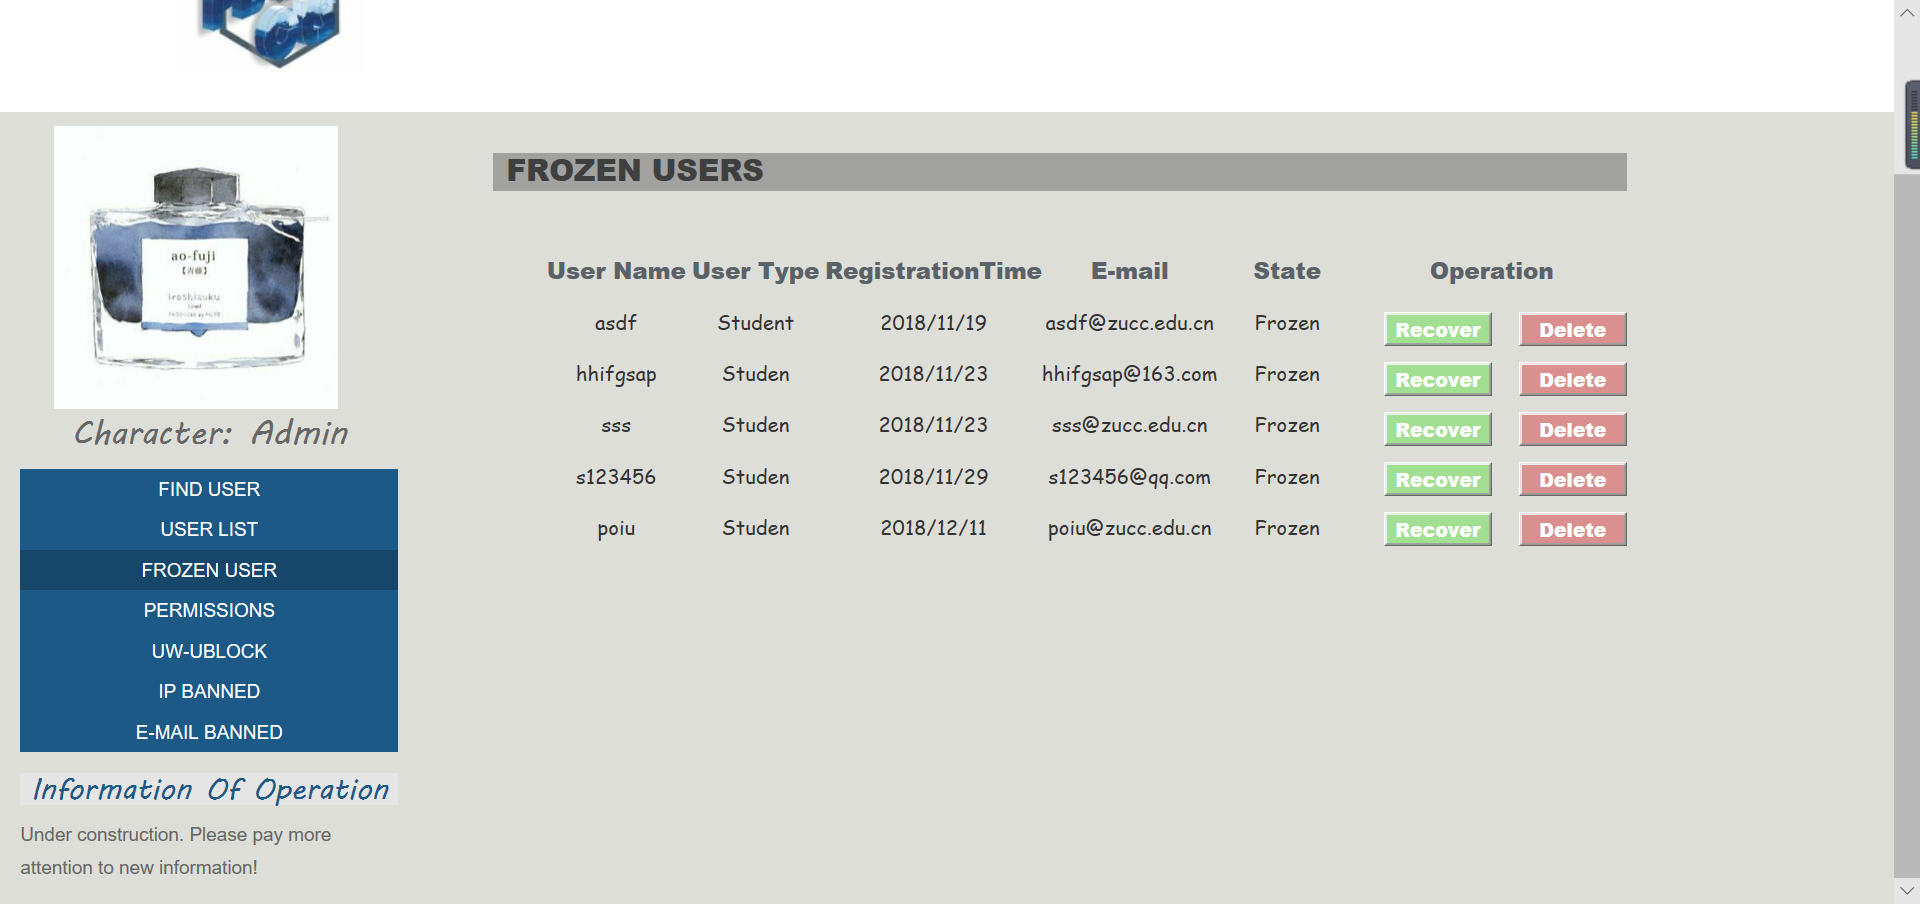 ao-fuji
【青藤】
iroshizuku
Character: Admin
FIND USER
USER LIST
FROZEN USER
PERMISSIONS
UW-UBLOCK
IP BANNED
E-MAIL BANNED
Information Of Operation
Under construction. Please pay more
attention to new information!
FROZEN USERS
User Name User Type RegistrationTime E-mail State Operation
asdf Student 2018/11/19 asdf@zucc.edu.cn Frozen Recover Delete
hhifgsap Studen 2018/11/23 hhifgsap@163.com Frozen Recover Delete
sss Studen 2018/11/23 sss@zucc.edu.cn Frozen Recover Delete
s123456 Studen 2018/11/29 s123456@qq.com Frozen Recover Delete
poiu Studen 2018/12/11 poiu@zucc.edu.cn Frozen Recover Delete